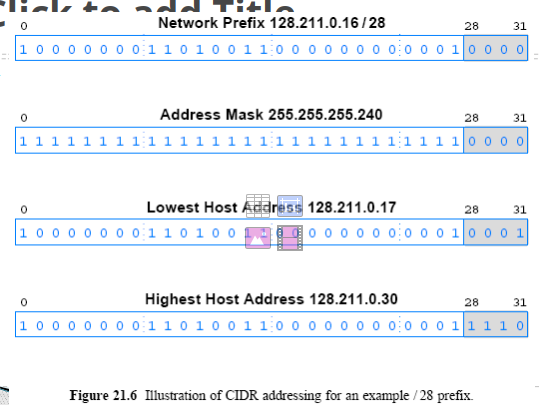 Click to add Title
Network Prefix 128.211.0.16 / 28
0 28 31
1 0 0 0 0 0 0 0 1 1 0 1 0 0 1 1 0 0 0 0 0 0 0 0 0 0 0 1 0 0 0 0
Address Mask 255.255.255.240
0 28 31
1 1 1 1 1 1 1 1 1 1 1 1 1 1 1 1 1 1 1 1 1 1 1 1 1 1 1 1 0 0 0 0
Lowest Host Address 128.211.0.17
0 28 31
1 0 0 0 0 0 0 0 1 1 0 1 0 0 1 1 0 0 0 0 0 0 0 0 0 0 0 1 0 0 0 1
Highest Host Address 128.211.0.30
0 28 31
1 0 0 0 0 0 0 0 1 1 0 1 0 0 1 1 0 0 0 0 0 0 0 0 0 0 0 1 1 1 1 0
Figure 21.6 Illustration of CIDR addressing for an example / 28 prefix.